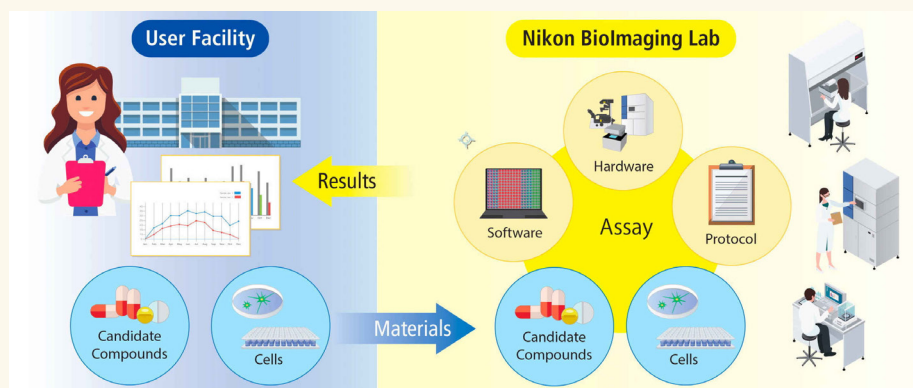 User Facility
Nikon BioImaging Lab
Results
Hardware
Software
Assay
Protocol
Candidate
Compounds
Cells
Materials
Candidate
Compounds
Cells